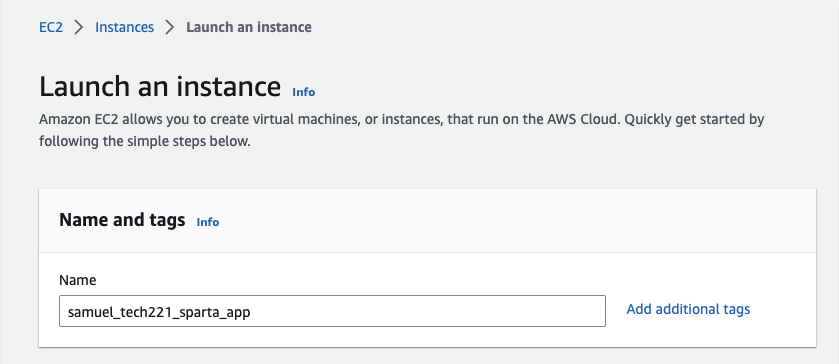 EC2 > Instances > Launch an instance
Launch an instance Info
Amazon EC2 allows you to create virtual machines, or instances, that run on the AWS Cloud. Quickly get started by
following the simple steps below.
Name and tags Info
Name
samuel_tech221_sparta_app Add additional tags